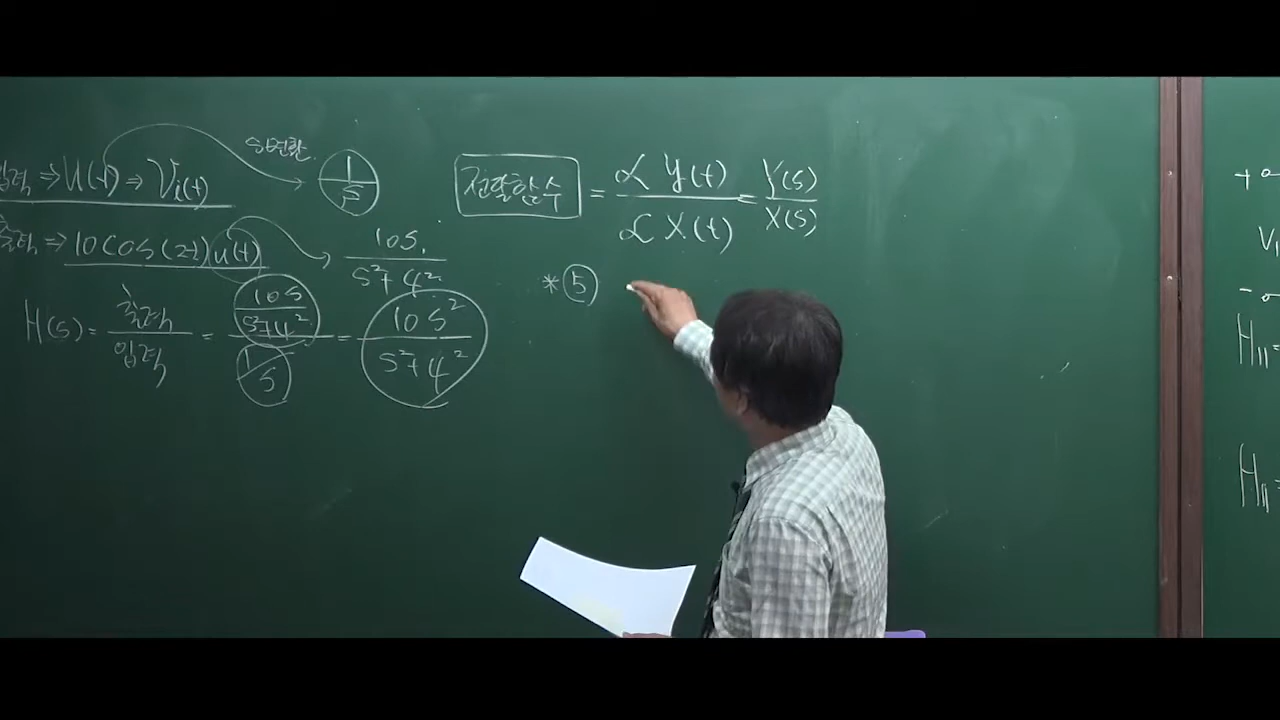 입력 ⇒ u(t) ⇒ Vi(t)
S변환
1/S
출력 ⇒ 10cos(2t)u(t)
10S / S²+4²
H(s) = 출력/입력 = (10S / S²+4²) / (1/S) = 10S² / S²+4²
전달함수 = ℒ y(t) / ℒ x(t) = Y(s) / X(s)
* ⑤
+
V₁
-
H₁₁ =
H₁₁ =